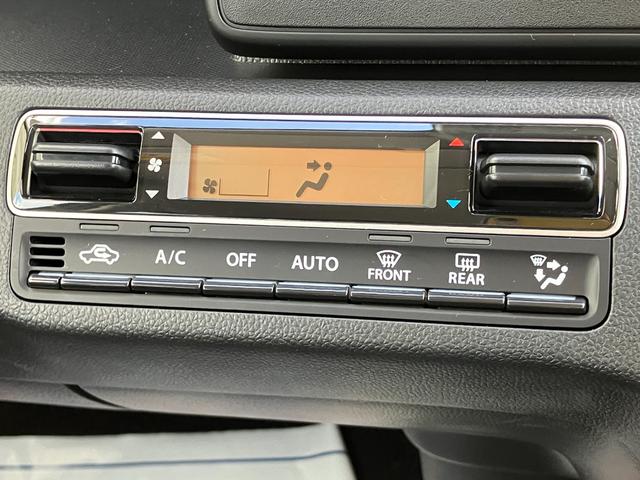 A/C OFF AUTO FRONT REAR